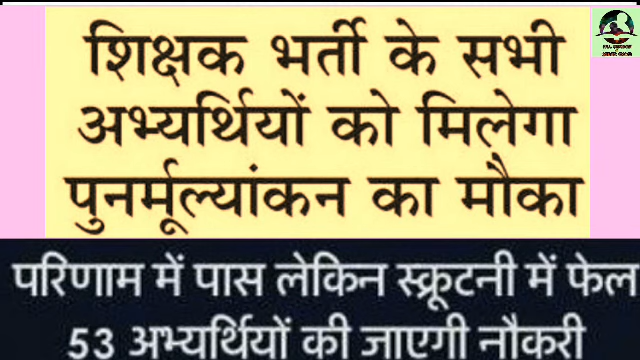 शिक्षक भर्ती के सभी
अभ्यर्थियों को मिलेगा
पुनर्मूल्यांकन का मौका
परिणाम में पास लेकिन स्क्रूटनी में फेल
53 अभ्यर्थियों की जाएगी नौकरी